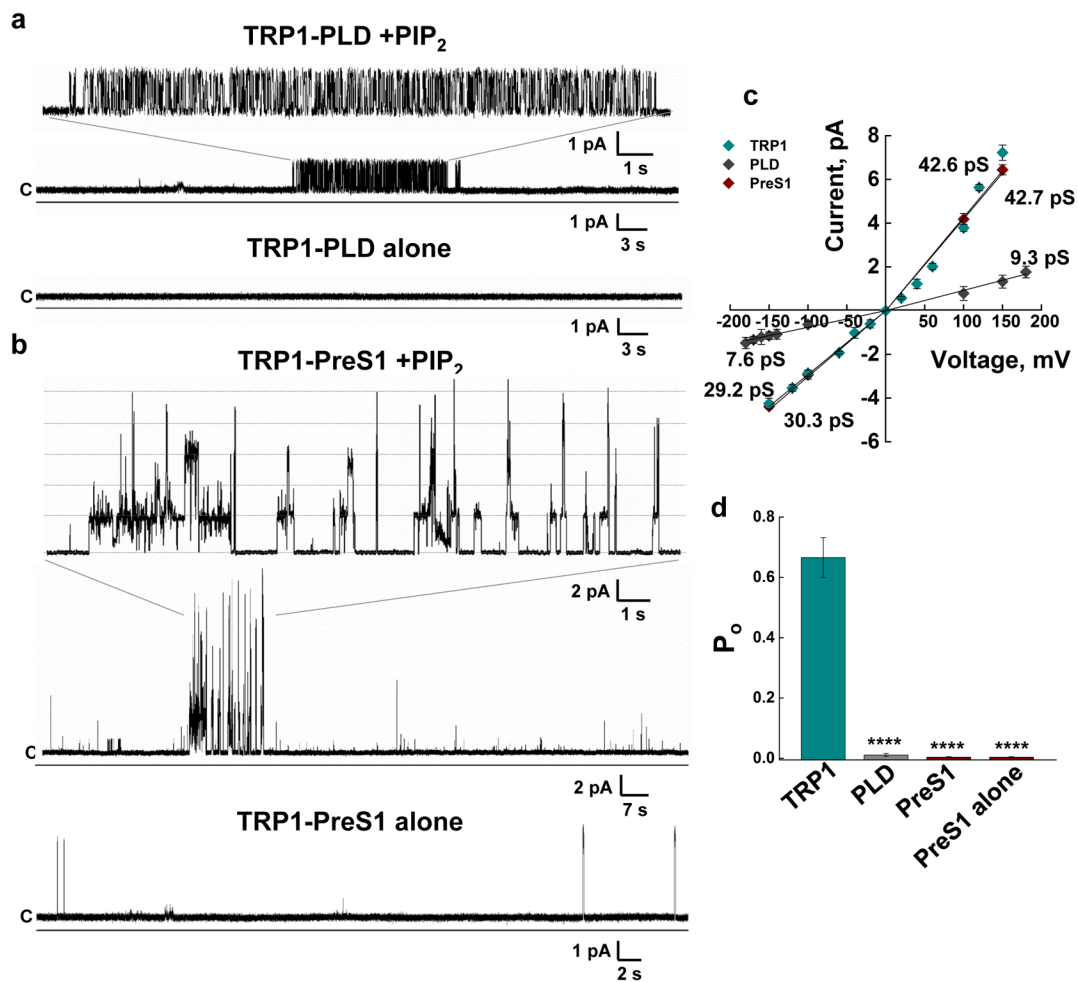 a
TRP1-PLD +PIP₂
1 pA
1 s
C
1 pA
3 s
TRP1-PLD alone
C
1 pA
3 s
b
TRP1-PreS1 +PIP₂
2 pA
1 s
C
2 pA
7 s
TRP1-PreS1 alone
C
1 pA
2 s
c
TRP1
PLD
PreS1
Current, pA
8
6
4
2
-2
-4
-6
42.6 pS
42.7 pS
9.3 pS
-200 -150 -100 -50 50 100 150 200
Voltage, mV
7.6 pS
29.2 pS
30.3 pS
d
Pₒ
0.8
0.6
0.4
0.2
0.0
**** **** ****
TRP1
PLD
PreS1
PreS1 alone